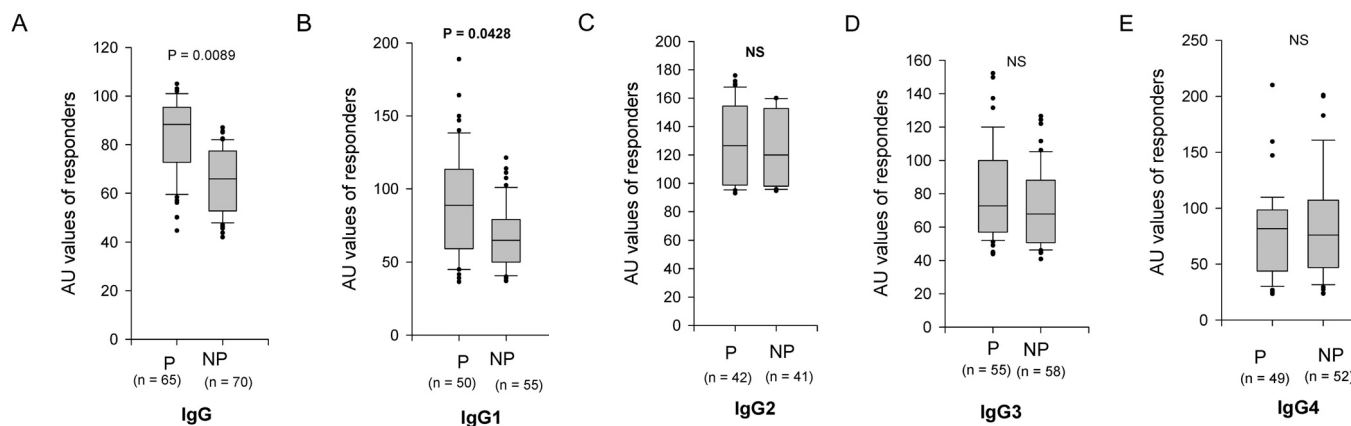 A
P = 0.0089
AU values of responders
120
100
80
60
40
20
0
P
NP
(n = 65)
(n = 70)
IgG
B
P = 0.0428
AU values of responders
200
150
100
50
0
P
NP
(n = 50)
(n = 55)
IgG1
C
NS
AU values of responders
200
180
160
140
120
100
80
60
40
20
0
P
NP
(n = 42)
(n = 41)
IgG2
D
NS
AU values of responders
160
140
120
100
80
60
40
20
0
P
NP
(n = 55)
(n = 58)
IgG3
E
NS
AU values of responders
250
200
150
100
50
0
P
NP
(n = 49)
(n = 52)
IgG4